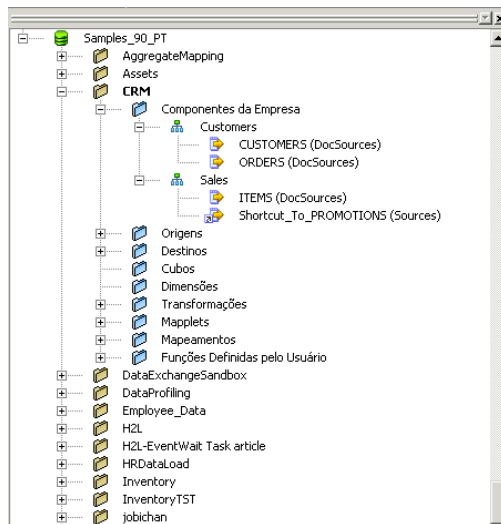 Samples_90_PT
AggregateMapping
Assets
CRM
Componentes da Empresa
Customers
CUSTOMERS (DocSources)
ORDERS (DocSources)
Sales
ITEMS (DocSources)
Shortcut_To_PROMOTIONS (Sources)
Origens
Destinos
Cubos
Dimensões
Transformações
Mapplets
Mapeamentos
Funções Definidas pelo Usuário
DataExchangeSandbox
DataProfiling
Employee_Data
H2L
H2L-EventWait Task article
HRDataLoad
Inventory
InventoryTST
jobichan